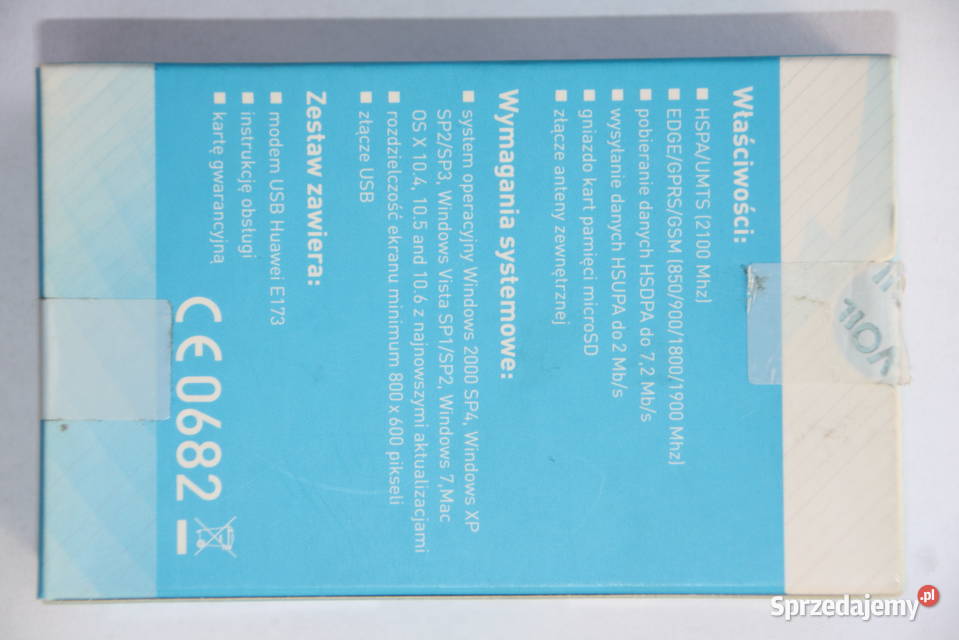 Właściwości:
■ HSPA/UMTS (2100 Mhz)
■ EDGE/GPRS/GSM (850/900/1800/1900 Mhz)
■ pobieranie danych HSDPA do 7,2 Mb/s
■ wysyłanie danych HSUPA do 2 Mb/s
■ gniazdo kart pamięci microSD
■ złącze anteny zewnętrznej
Wymagania systemowe:
■ system operacyjny Windows 2000 SP4, Windows XP
SP2/SP3, Windows Vista SP1/SP2, Windows 7,Mac
OS X 10.4, 10.5 and 10.6 z najnowszymi aktualizacjami
■ rozdzielczość ekranu minimum 800 x 600 pikseli
■ złącze USB
Zestaw zawiera:
■ modem USB Huawei E173
■ instrukcję obsługi
■ kartę gwarancyjną
CE 0682
Sprzedajemy.pl